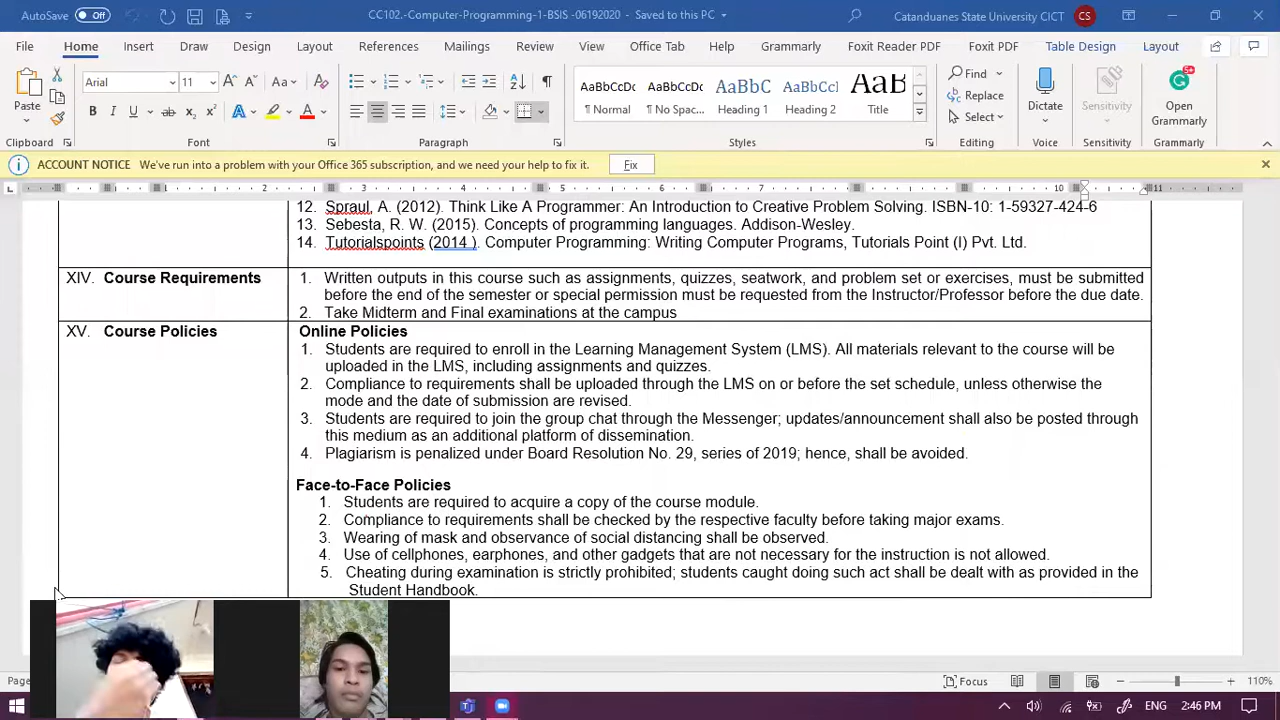 AutoSave Off CC102.-Computer-Programming-1-BSIS -06192020 - Saved to this PC Catanduanes State University CICT CS
File Home Insert Draw Design Layout References Mailings Review View Office Tab Help Grammarly Foxit Reader PDF Foxit PDF Table Design Layout
Arial 11 AaBbCcDc AaBbCcDc AaBbC AaBbCcl AaB Find
Paste ¶ Normal ¶ No Spac... Heading 1 Heading 2 Title Replace Dictate Sensitivity Open Grammarly
Select
Clipboard Font Paragraph Styles Editing Voice Sensitivity Grammarly
ACCOUNT NOTICE We've run into a problem with your Office 365 subscription, and we need your help to fix it. Fix
1 2 3 4 5 6 7 8 9 10 11
12. Spraul, A. (2012). Think Like A Programmer: An Introduction to Creative Problem Solving. ISBN-10: 1-59327-424-6
13. Sebesta, R. W. (2015). Concepts of programming languages. Addison-Wesley.
14. Tutorialspoints (2014 ). Computer Programming: Writing Computer Programs, Tutorials Point (I) Pvt. Ltd.
XIV. Course Requirements
1. Written outputs in this course such as assignments, quizzes, seatwork, and problem set or exercises, must be submitted
before the end of the semester or special permission must be requested from the Instructor/Professor before the due date.
2. Take Midterm and Final examinations at the campus
XV. Course Policies
Online Policies
1. Students are required to enroll in the Learning Management System (LMS). All materials relevant to the course will be
uploaded in the LMS, including assignments and quizzes.
2. Compliance to requirements shall be uploaded through the LMS on or before the set schedule, unless otherwise the
mode and the date of submission are revised.
3. Students are required to join the group chat through the Messenger; updates/announcement shall also be posted through
this medium as an additional platform of dissemination.
4. Plagiarism is penalized under Board Resolution No. 29, series of 2019; hence, shall be avoided.
Face-to-Face Policies
1. Students are required to acquire a copy of the course module.
2. Compliance to requirements shall be checked by the respective faculty before taking major exams.
3. Wearing of mask and observance of social distancing shall be observed.
4. Use of cellphones, earphones, and other gadgets that are not necessary for the instruction is not allowed.
5. Cheating during examination is strictly prohibited; students caught doing such act shall be dealt with as provided in the
Student Handbook.
Focus 110%
2:46 PM